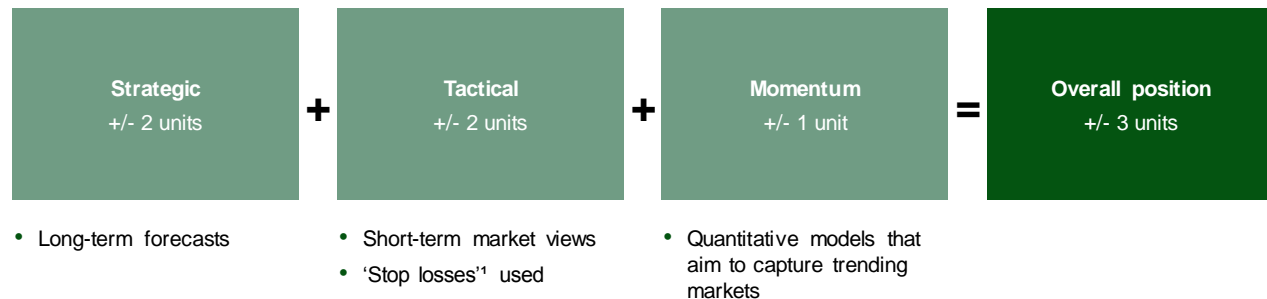 Strategic
+/- 2 units
+
Tactical
+/- 2 units
+
Momentum
+/- 1 unit
=
Overall position
+/- 3 units
• Long-term forecasts
• Short-term market views
• ‘Stop losses’¹ used
• Quantitative models that
aim to capture trending
markets